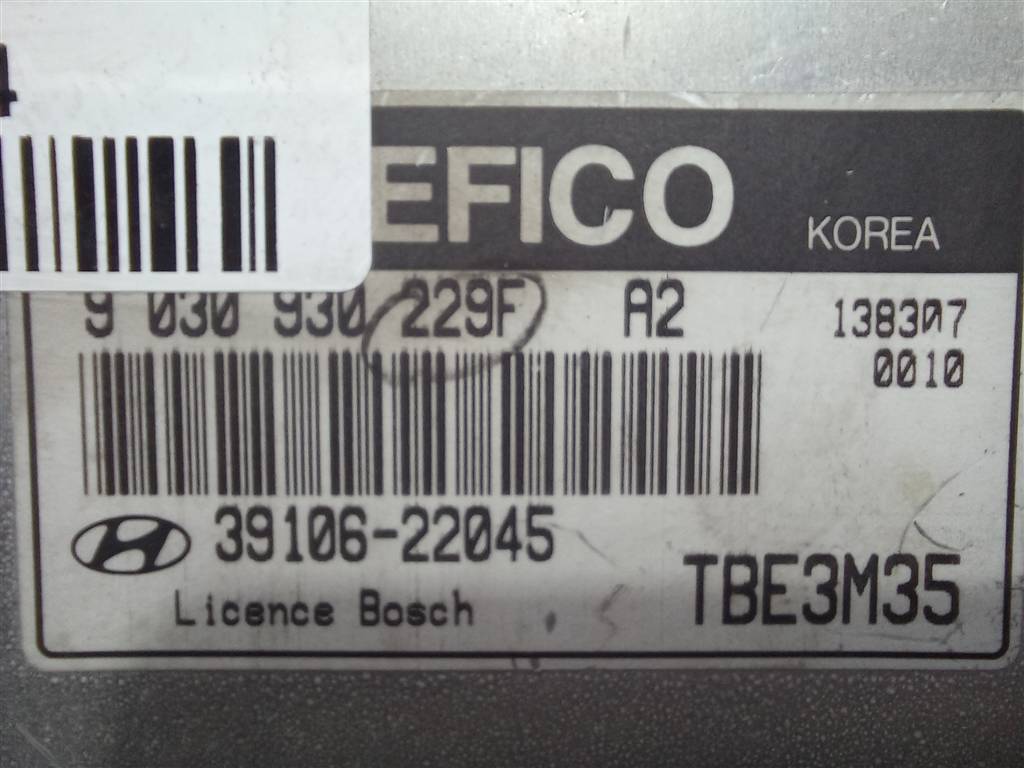 EFICO
KOREA
9 030 930 229F A2
138307
0010
39106-22045
TBE3M35
Licence Bosch